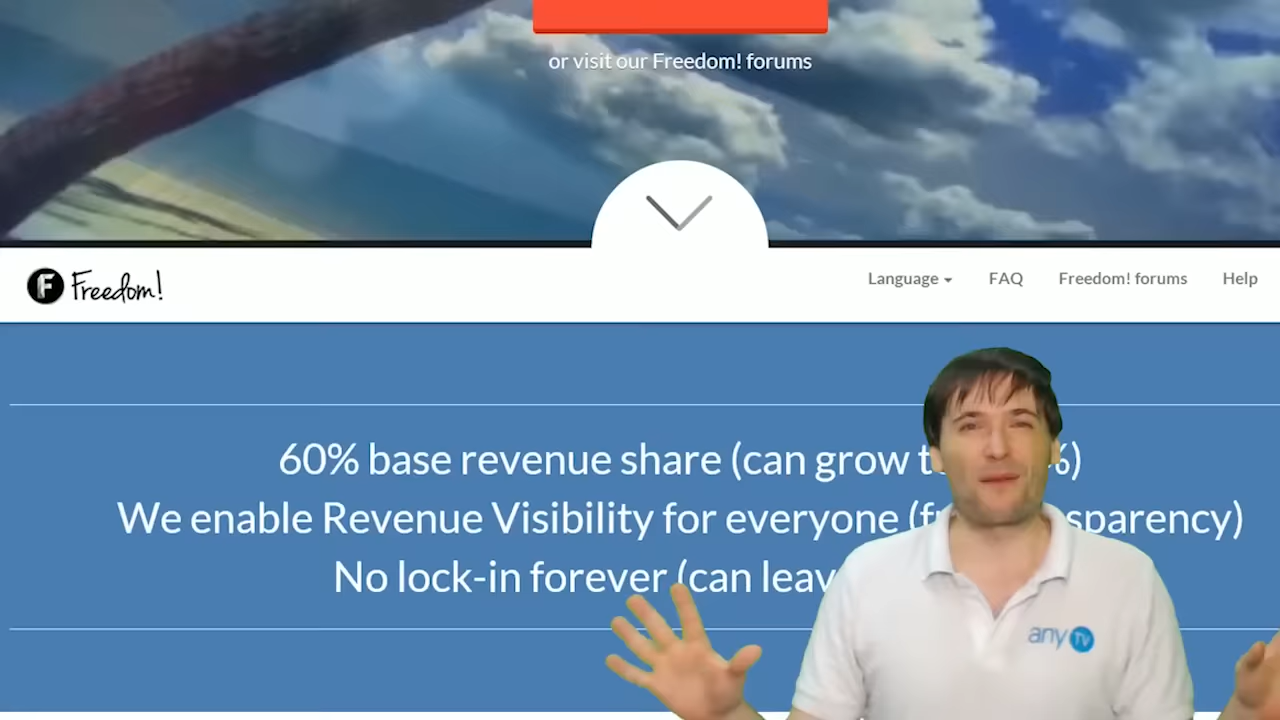 or visit our Freedom! forums
F Freedom!
Language FAQ Freedom! forums Help
60% base revenue share (can grow %)
We enable Revenue Visibility for everyone ( sparency)
No lock-in forever (can leav
any TV